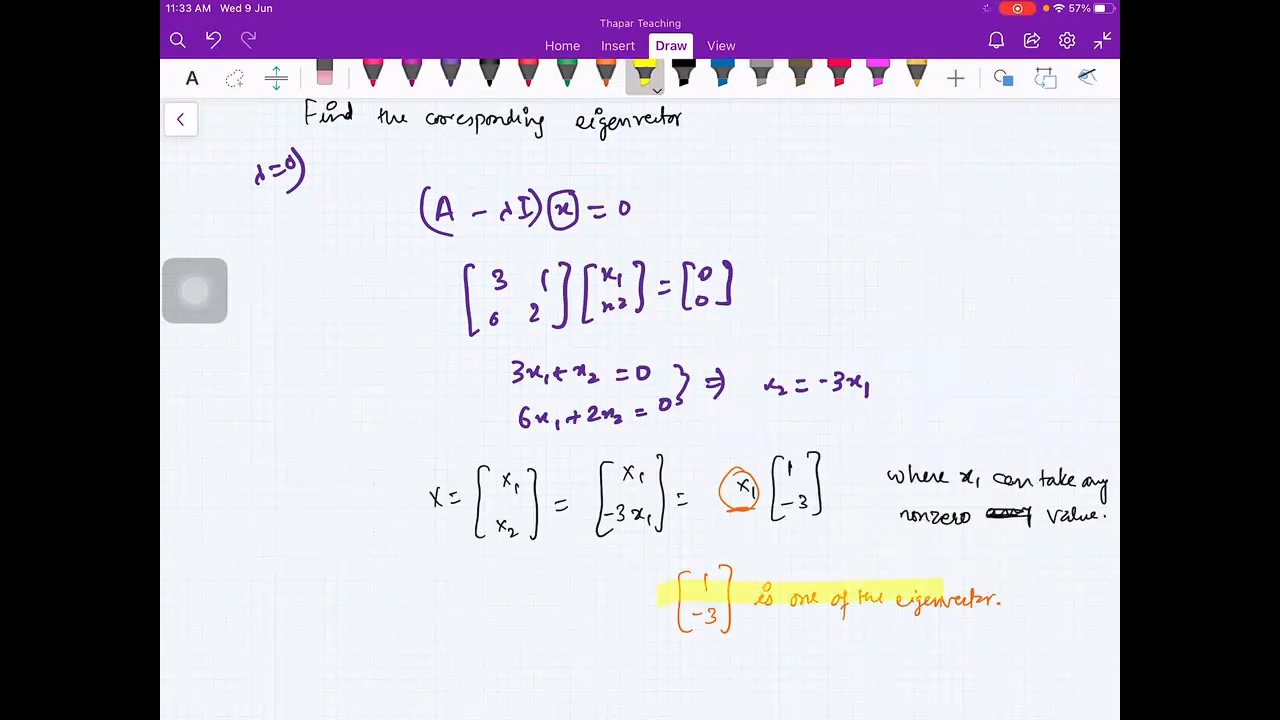 11:33 AM Wed 9 Jun
57%
Thapar Teaching
Home Insert Draw View
A
Find the corresponding eigenvector
λ=0)
(A - λI) x = 0
[3 1
6 2] [x1
x2] = [0
0]
3x1 + x2 = 0
6x1 + 2x2 = 0 } ⇒ x2 = -3x1
X = [x1
x2] = [x1
-3x1] = x1 [1
-3]
where x1 can take any
nonzero value.
[1
-3] is one of the eigenvector.